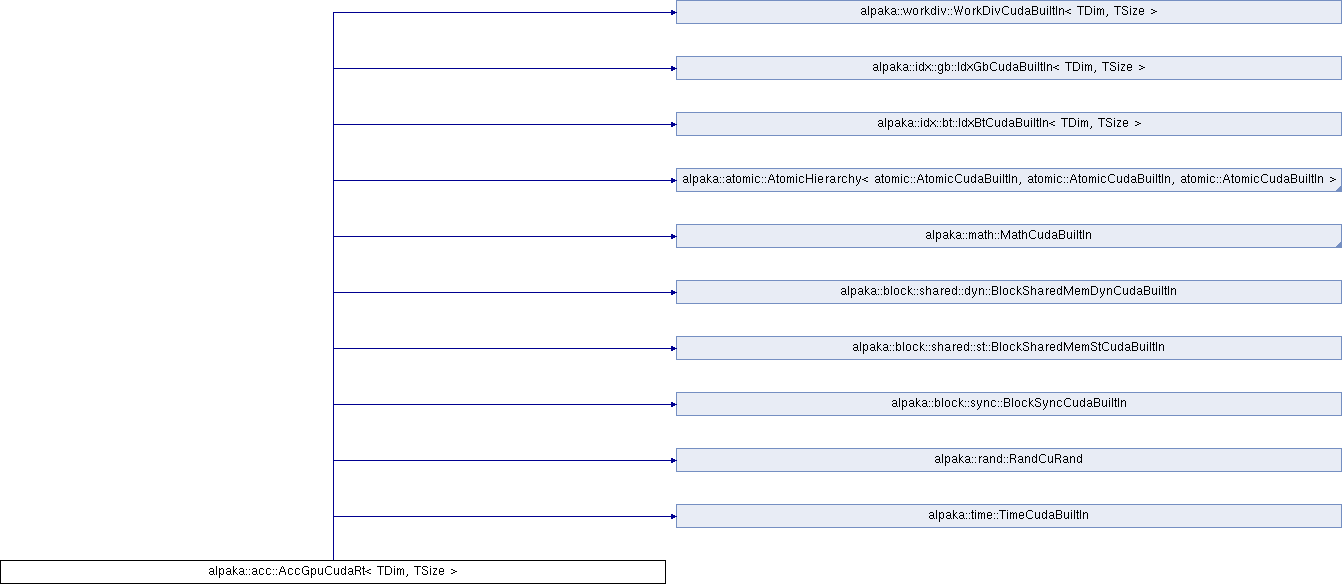 alpaka::workdiv::WorkDivCudaBuiltIn< TDim, TSize >
alpaka::idx::gb::IdxGbCudaBuiltIn< TDim, TSize >
alpaka::idx::bt::IdxBtCudaBuiltIn< TDim, TSize >
alpaka::atomic::AtomicHierarchy< atomic::AtomicCudaBuiltIn, atomic::AtomicCudaBuiltIn, atomic::AtomicCudaBuiltIn >
alpaka::math::MathCudaBuiltIn
alpaka::block::shared::dyn::BlockSharedMemDynCudaBuiltIn
alpaka::block::shared::st::BlockSharedMemStCudaBuiltIn
alpaka::block::sync::BlockSyncCudaBuiltIn
alpaka::rand::RandCuRand
alpaka::time::TimeCudaBuiltIn
alpaka::acc::AccGpuCudaRt< TDim, TSize >